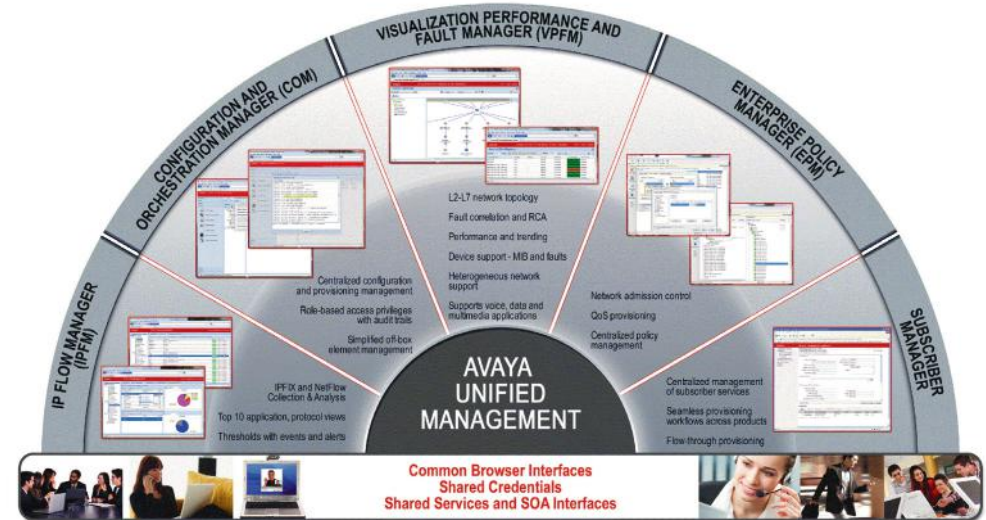 IP FLOW MANAGER
(IPFM)
CONFIGURATION AND
ORCHESTRATION MANAGER (COM)
VISUALIZATION PERFORMANCE AND
FAULT MANAGER (VPFM)
ENTERPRISE POLICY
MANAGER (EPM)
SUBSCRIBER
MANAGER
IPFIX and NetFlow
Collection & Analysis
Top 10 application, protocol views
Thresholds with events and alerts
Centralized configuration
and provisioning management
Role-based access privileges
with audit trails
Simplified off-box
element management
L2-L7 network topology
Fault correlation and RCA
Performance and trending
Device support - MIB and faults
Heterogeneous network
support
Supports voice, data and
multimedia applications
Network admission control
QoS provisioning
Centralized policy
management
Centralized management
of subscriber services
Seamless provisioning
workflows across products
Flow-through provisioning
AVAYA
UNIFIED
MANAGEMENT
Common Browser Interfaces
Shared Credentials
Shared Services and SOA Interfaces